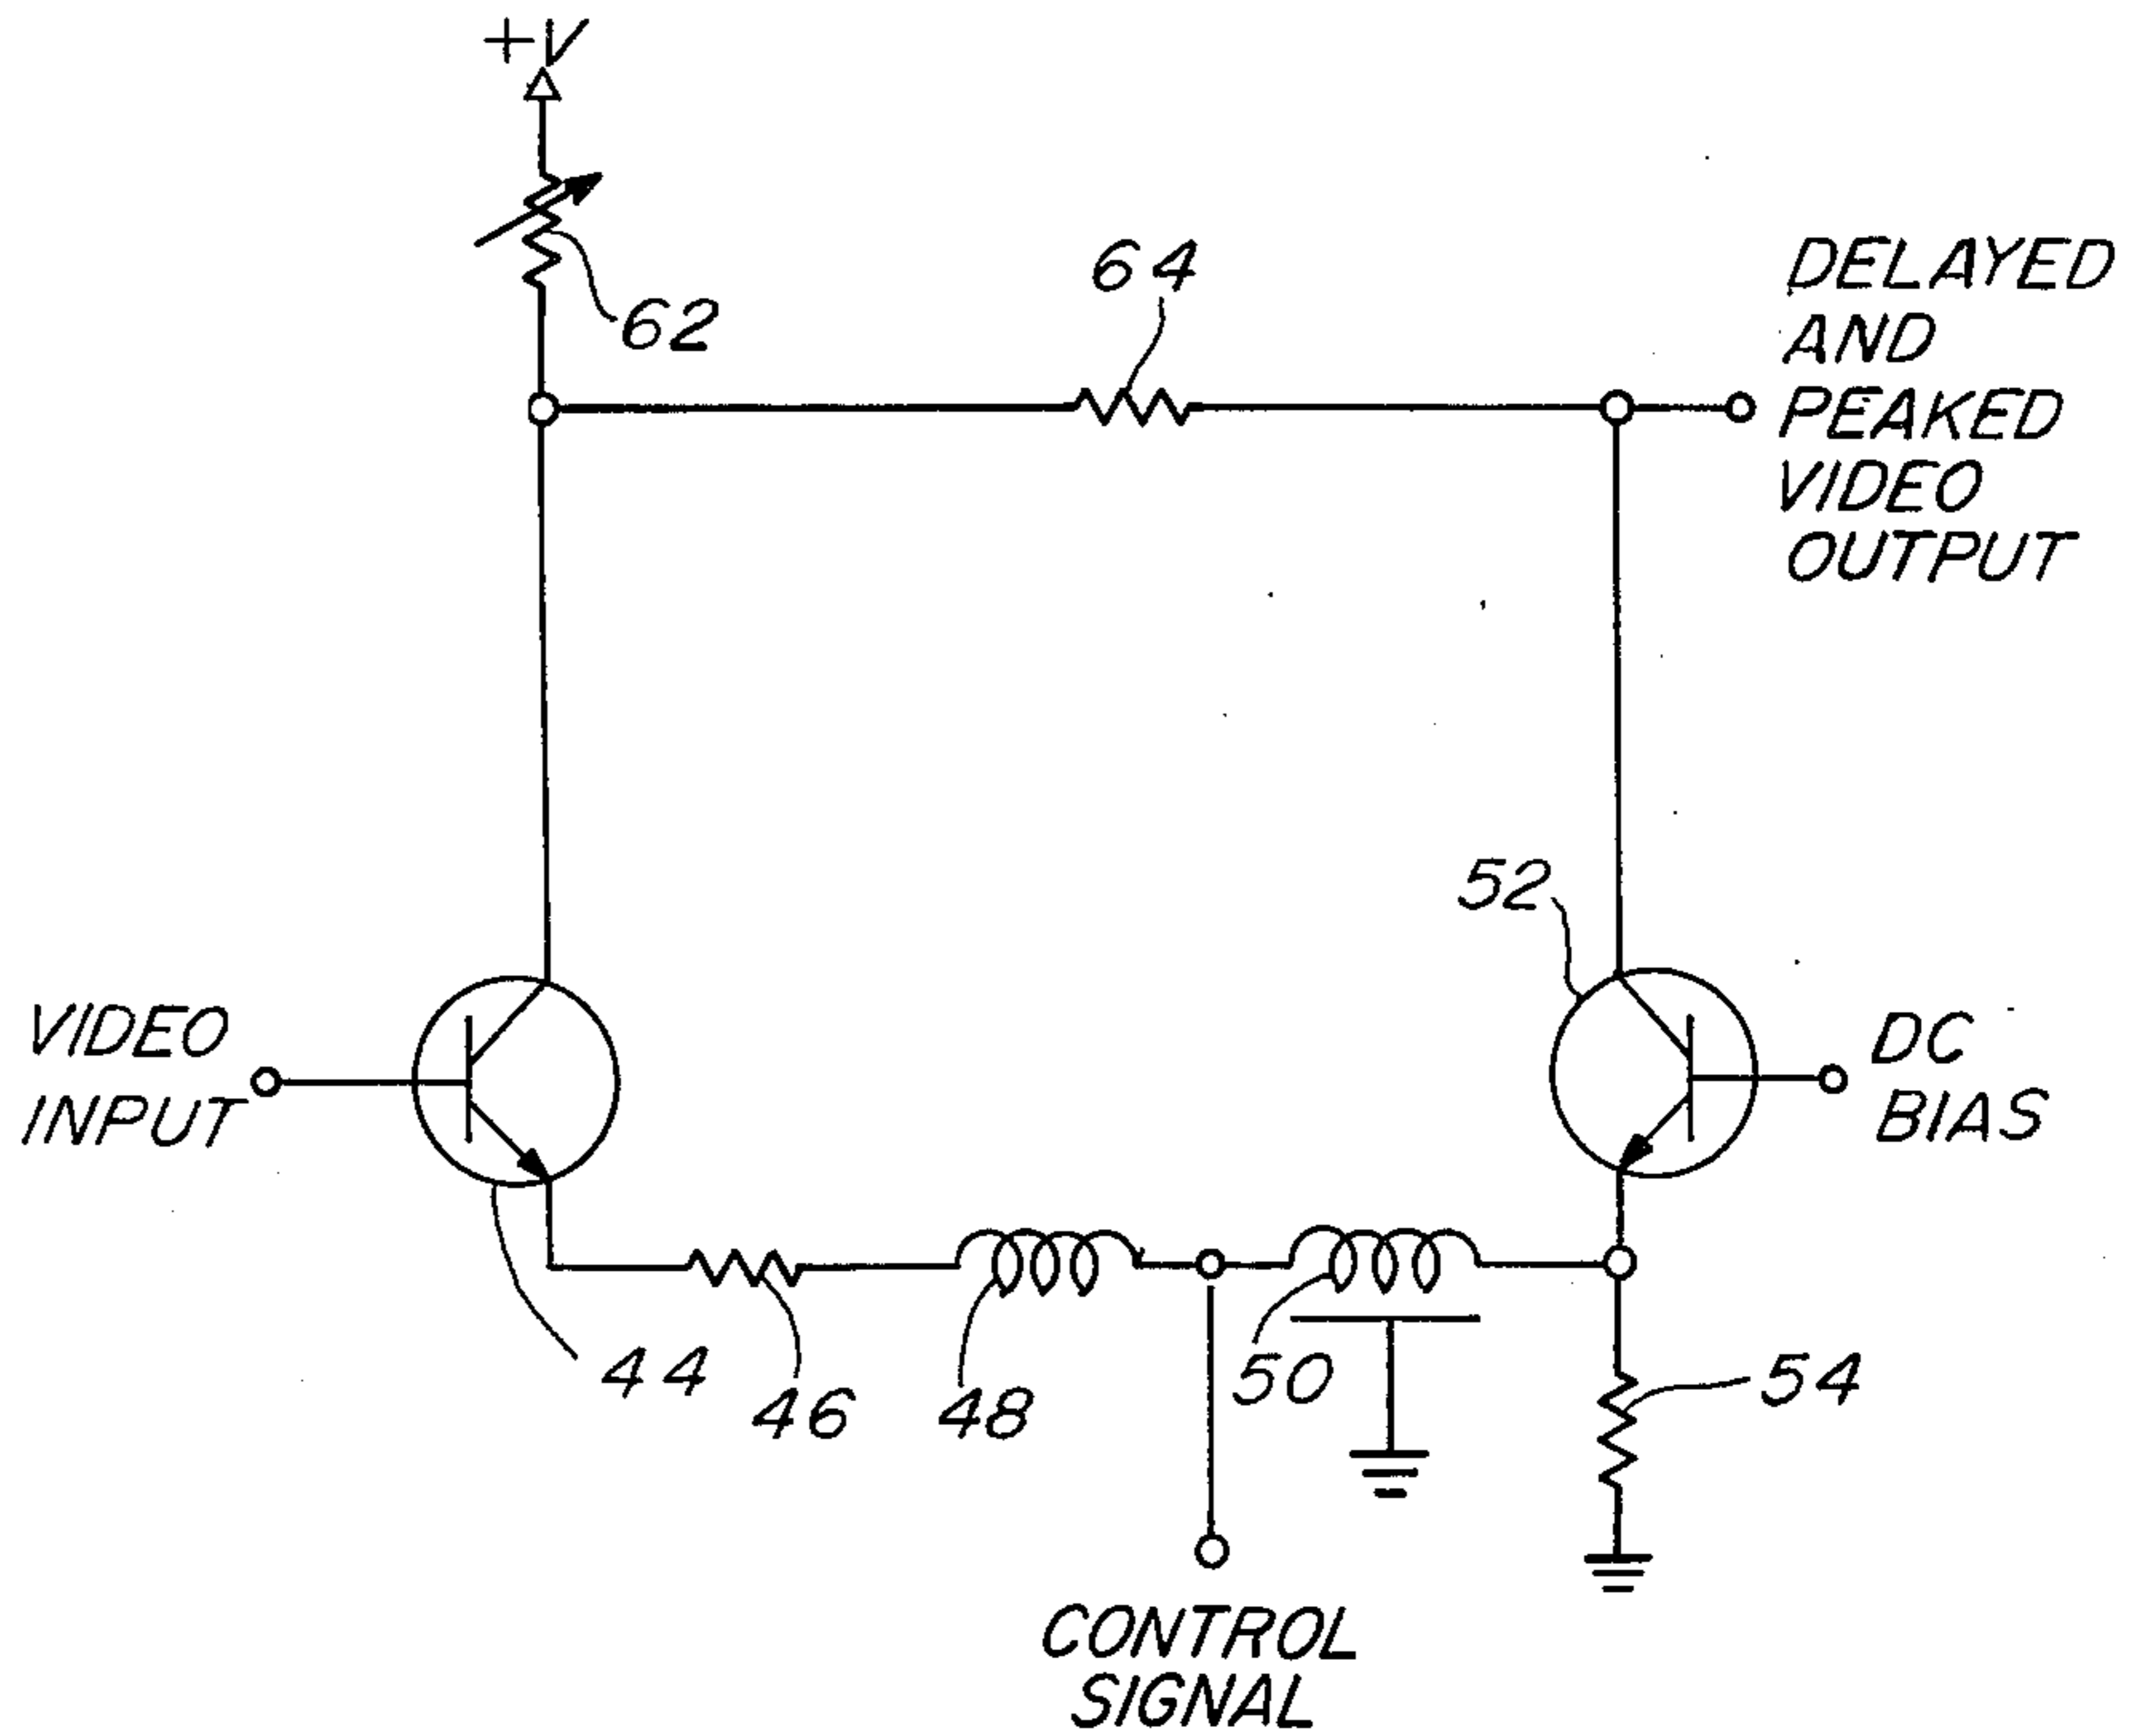 +V
62
64
DELAYED
AND
PEAKED
VIDEO
OUTPUT
52
VIDEO
INPUT
DC
BIAS
44
46
48
50
54
CONTROL
SIGNAL